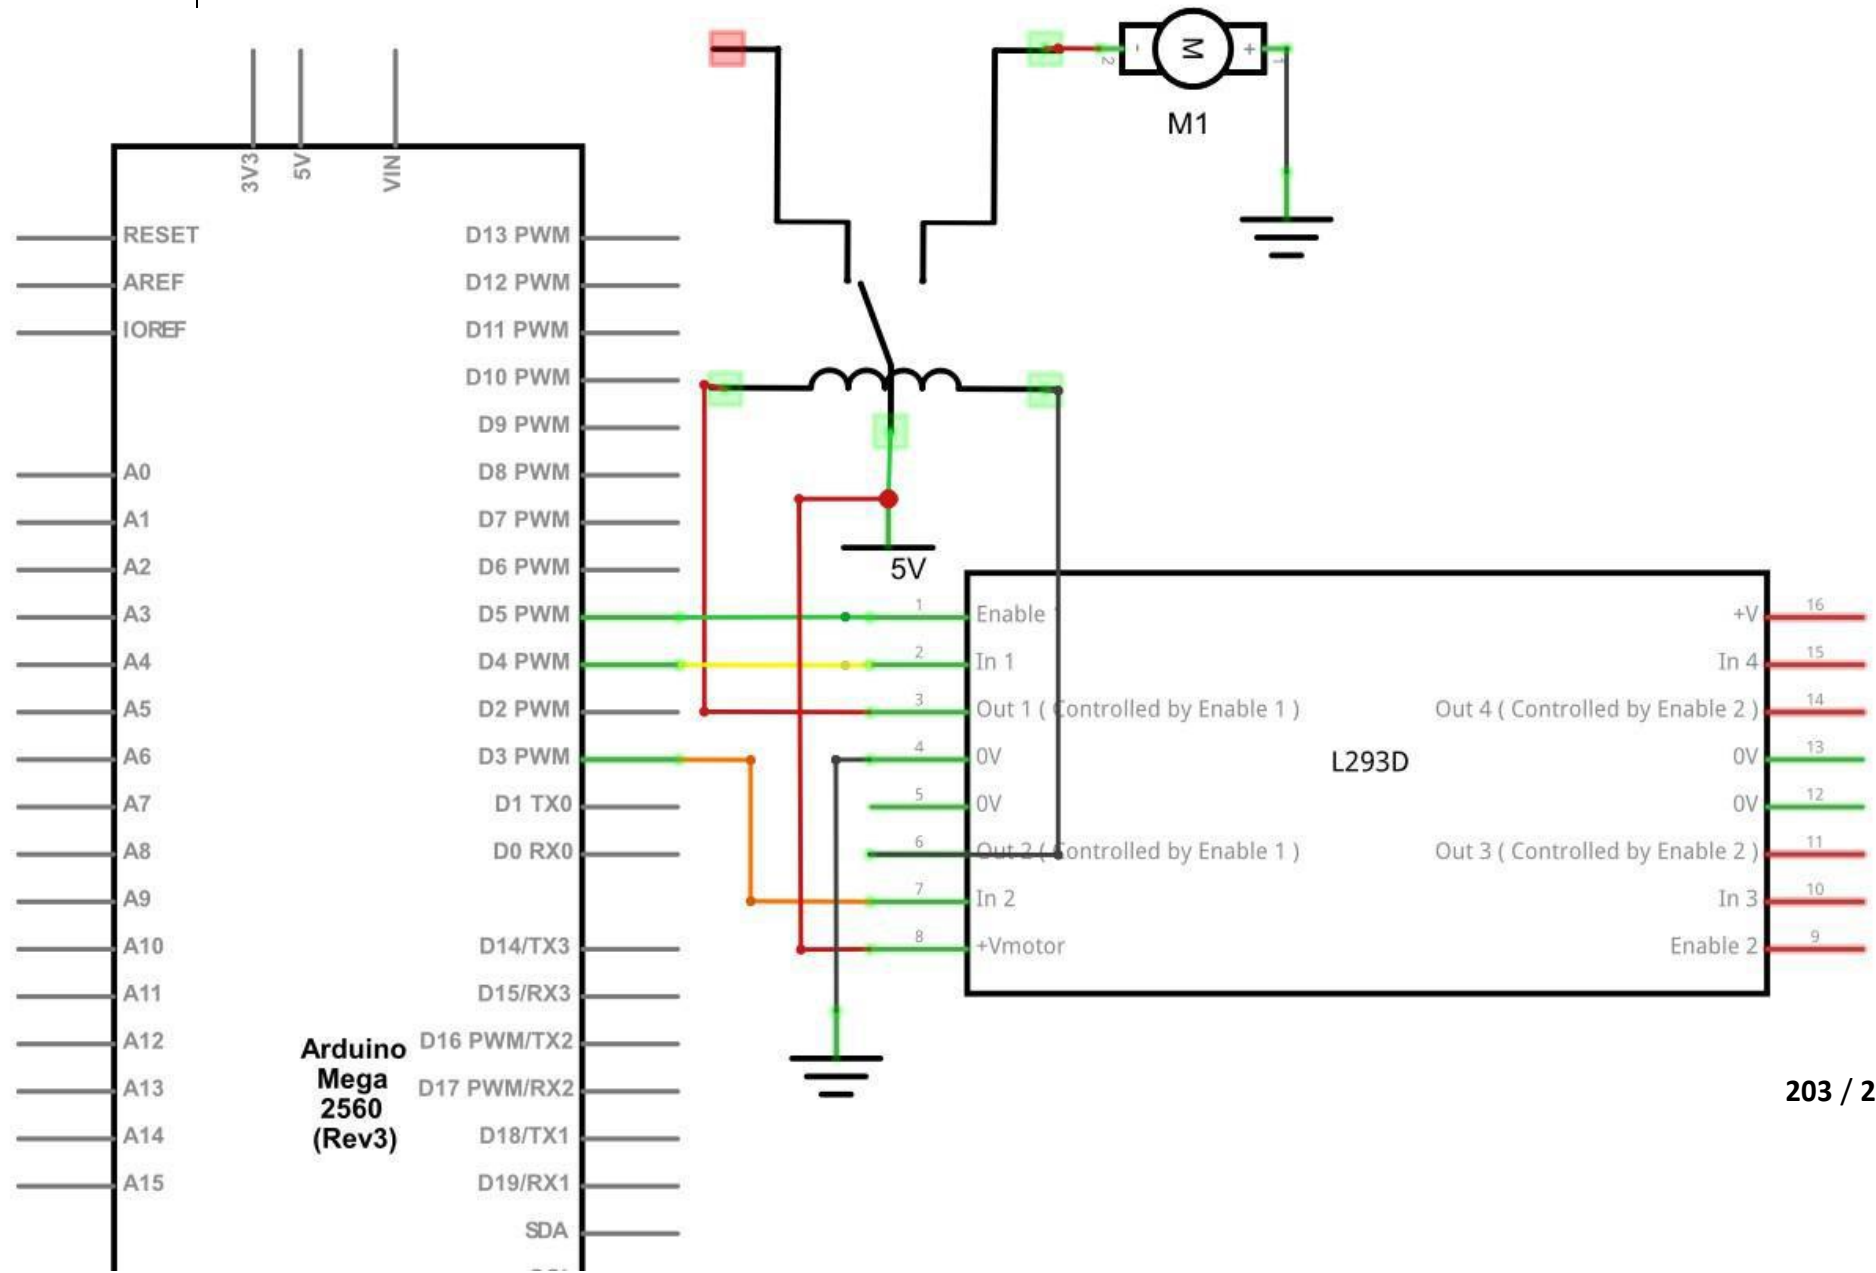 2
-
M
+
1
M1
3V3
5V
VIN
RESET
AREF
IOREF
A0
A1
A2
A3
A4
A5
A6
A7
A8
A9
A10
A11
A12
A13
A14
A15
D13 PWM
D12 PWM
D11 PWM
D10 PWM
D9 PWM
D8 PWM
D7 PWM
D6 PWM
D5 PWM
D4 PWM
D2 PWM
D3 PWM
D1 TX0
D0 RX0
D14/TX3
D15/RX3
D16 PWM/TX2
D17 PWM/RX2
D18/TX1
D19/RX1
SDA
Arduino
Mega
2560
(Rev3)
5V
1 Enable 1
2 In 1
3 Out 1 ( Controlled by Enable 1 )
4 0V
5 0V
6 Out 2 ( Controlled by Enable 1 )
7 In 2
8 +Vmotor
L293D
+V 16
In 4 15
Out 4 ( Controlled by Enable 2 ) 14
0V 13
0V 12
Out 3 ( Controlled by Enable 2 ) 11
In 3 10
Enable 2 9
203 / 2